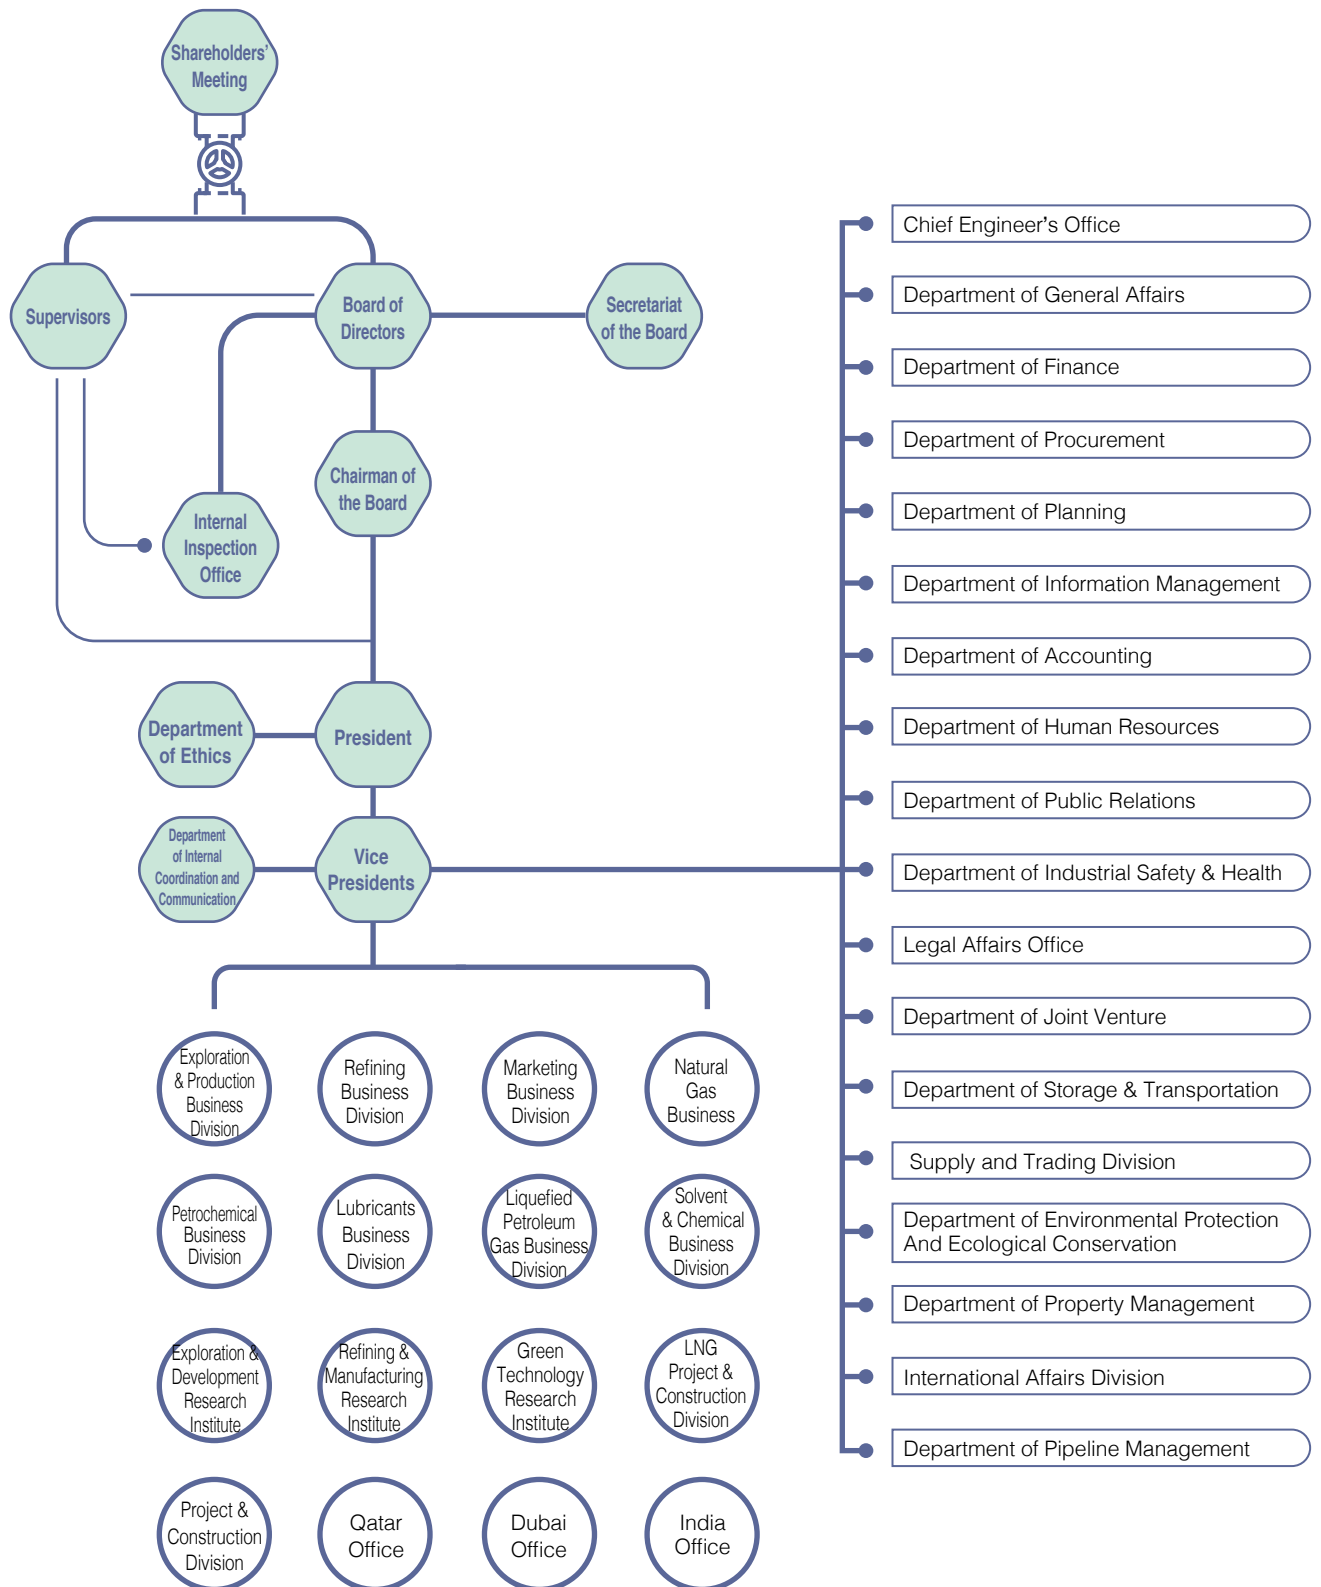 Shareholders’
Meeting
Supervisors
Board of
Directors
Secretariat
of the Board
Chairman of
the Board
Internal
Inspection
Office
Department
of Ethics
President
Department
of Internal
Coordination and
Communication
Vice
Presidents
Exploration
& Production
Business
Division
Refining
Business
Division
Marketing
Business
Division
Natural
Gas
Business
Petrochemical
Business
Division
Lubricants
Business
Division
Liquefied
Petroleum
Gas Business
Division
Solvent
& Chemical
Business
Division
Exploration &
Development
Research
Institute
Refining &
Manufacturing
Research
Institute
Green
Technology
Research
Institute
LNG
Project &
Construction
Division
Project &
Construction
Division
Qatar
Office
Dubai
Office
India
Office
Chief Engineer’s Office
Department of General Affairs
Department of Finance
Department of Procurement
Department of Planning
Department of Information Management
Department of Accounting
Department of Human Resources
Department of Public Relations
Department of Industrial Safety & Health
Legal Affairs Office
Department of Joint Venture
Department of Storage & Transportation
Supply and Trading Division
Department of Environmental Protection
And Ecological Conservation
Department of Property Management
International Affairs Division
Department of Pipeline Management